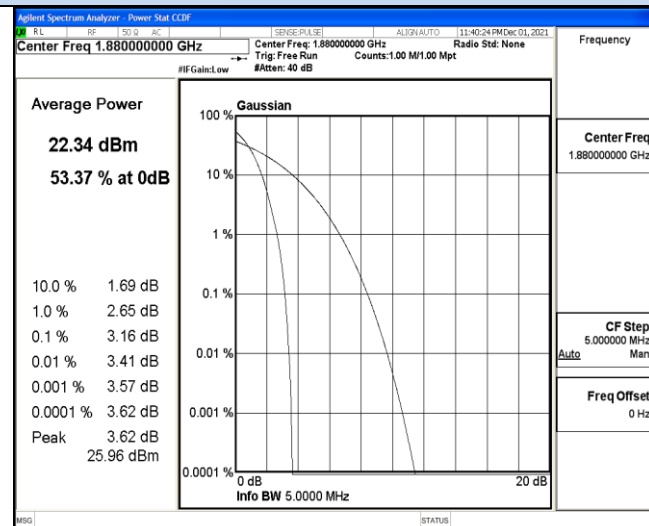 Agilent Spectrum Analyzer - Power Stat CCDF
RL RF 50 Ω AC SENSE:PULSE ALIGN AUTO 11:40:24 PM Dec 01, 2021
Center Freq 1.880000000 GHz
Center Freq: 1.880000000 GHz Radio Std: None
Trig: Free Run Counts:1.00 M/1.00 Mpt
#IFGain:Low #Atten: 40 dB
Frequency
Average Power
22.34 dBm
53.37 % at 0dB
10.0 % 1.69 dB
1.0 % 2.65 dB
0.1 % 3.16 dB
0.01 % 3.41 dB
0.001 % 3.57 dB
0.0001 % 3.62 dB
Peak 3.62 dB
25.96 dBm
Gaussian
100 %
10 %
1 %
0.1 %
0.01 %
0.001 %
0.0001 %
0 dB 20 dB
Info BW 5.0000 MHz
Center Freq
1.880000000 GHz
CF Step
5.000000 MHz
Auto Man
Freq Offset
0 Hz
MSG STATUS